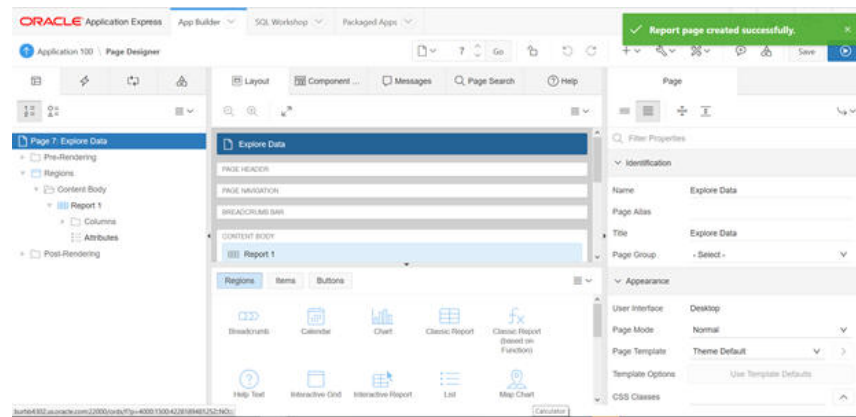 ORACLE Application Express
App Builder
SQL Workshop
Packaged Apps
Report page created successfully.
Application 100 \ Page Designer
7
Go
Save
Layout
Component ...
Messages
Page Search
Help
Page
Page 7: Explore Data
Pre-Rendering
Regions
Content Body
Report 1
Columns
Attributes
Post-Rendering
Explore Data
PAGE HEADER
PAGE NAVIGATION
BREADCRUMB BAR
CONTENT BODY
Report 1
Regions
Items
Buttons
Breadcrumb
Calendar
Chart
Classic Report
Classic Report
(based on
Function)
Help Text
Interactive Grid
Interactive Report
List
Map Chart
Calculator
Filter Properties
Identification
Name
Explore Data
Page Alias
Title
Explore Data
Page Group
- Select -
Appearance
User Interface
Desktop
Page Mode
Normal
Page Template
Theme Default
Template Options
Use Template Defaults
CSS Classes